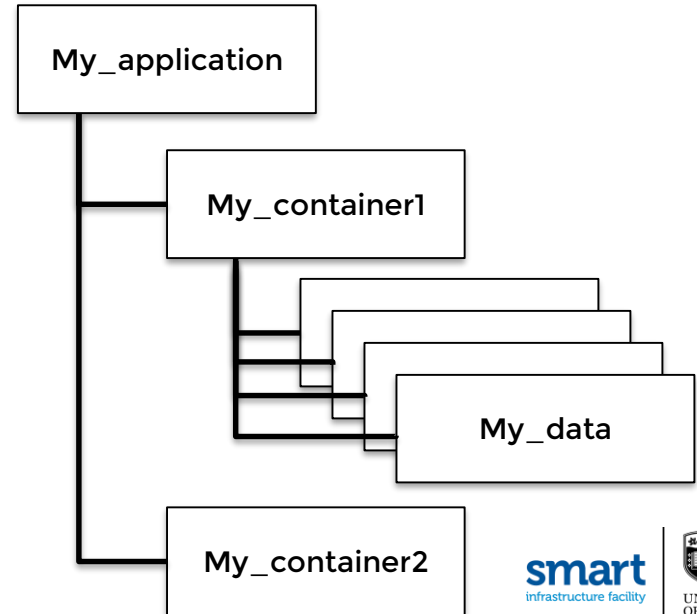 My_application
My_container1
My_data
My_container2
smart
infrastructure facility